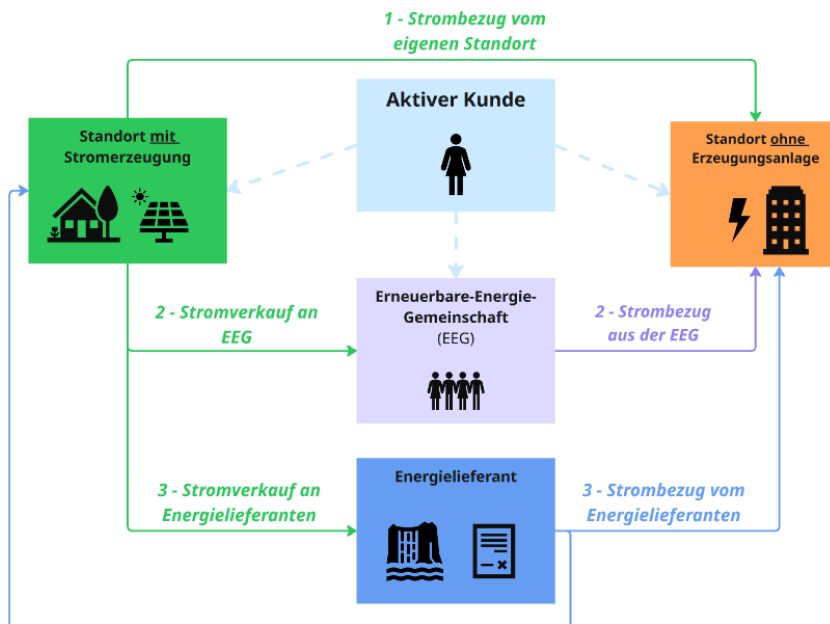 1 - Strombezug vom
eigenen Standort
Aktiver Kunde
Standort mit
Stromerzeugung
Standort ohne
Erzeugungsanlage
Erneuerbare-Energie-
Gemeinschaft
(EEG)
2 - Stromverkauf an
EEG
2 - Strombezug
aus der EEG
Energielieferant
3 - Stromverkauf an
Energielieferanten
3 - Strombezug vom
Energielieferanten